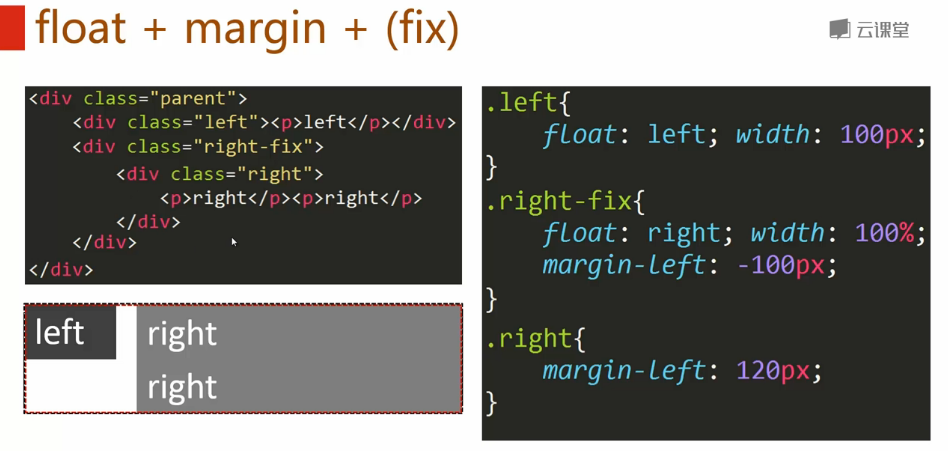 float + margin + (fix)
云课堂
<div class="parent">
<div class="left"><p>left</p></div>
<div class="right-fix">
<div class="right">
<p>right</p><p>right</p>
</div>
</div>
</div>
left
right
right
.left{
float: left; width: 100px;
}
.right-fix{
float: right; width: 100%;
margin-left: -100px;
}
.right{
margin-left: 120px;
}